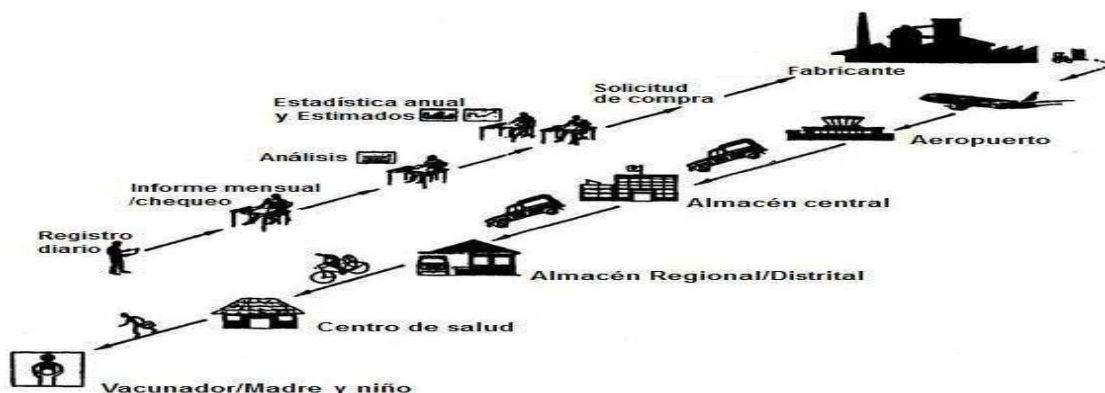 Fabricante
Solicitud
de compra
Estadística anual
y Estimados
Aeropuerto
Análisis
Informe mensual
/chequeo
Almacén central
Registro
diario
Almacén Regional/Distrital
Centro de salud
Vacunador/Madre y niño